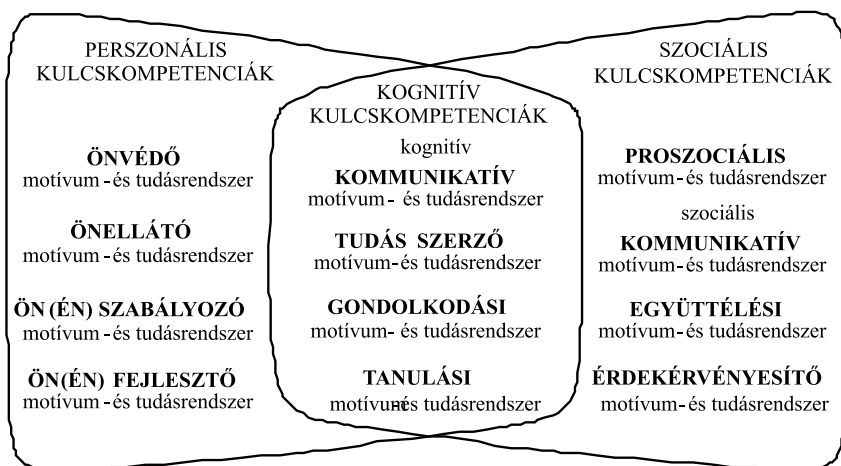 PERSZONÁLIS
KULCSKOMPETENCIÁK
ÖNVÉDŐ
motívum-és tudásrendszer
ÖNELLÁTÓ
motívum-és tudásrendszer
ÖN(ÉN) SZABÁLYOZÓ
motívum-és tudásrendszer
ÖN(ÉN) FEJLESZTŐ
motívum-és tudásrendszer
KOGNITÍV
KULCSKOMPETENCIÁK
kognitív
KOMMUNIKATÍV
motívum- és tudásrendszer
TUDÁS SZERZŐ
motívum-és tudásrendszer
GONDOLKODÁSI
motívum- és tudásrendszer
TANULÁSI
motívum-és tudásrendszer
SZOCIÁLIS
KULCSKOMPETENCIÁK
PROSZOCIÁLIS
motívum-és tudásrendszer
szociális
KOMMUNIKATÍV
motívum-és tudásrendszer
EGYÜTTÉLÉSI
motívum-és tudásrendszer
ÉRDEKÉRVÉNYESÍTŐ
motívum-és tudásrendszer